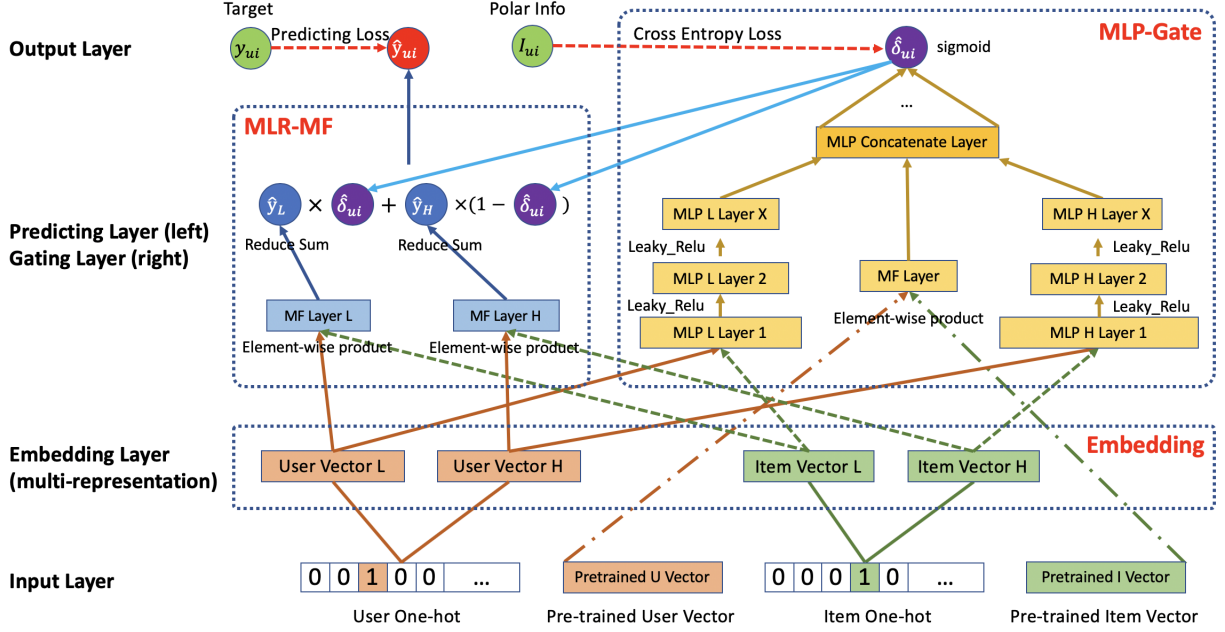 Target
Polar Info
Output Layer
y_ui
Predicting Loss
ŷ_ui
I_ui
Cross Entropy Loss
δ̂_ui
sigmoid
MLP-Gate
...
MLR-MF
MLP Concatenate Layer
ŷ_L × δ̂_ui + ŷ_H ×(1 − δ̂_ui )
Predicting Layer (left)
Gating Layer (right)
Reduce Sum
Reduce Sum
MLP L Layer X
MLP H Layer X
Leaky_Relu
Leaky_Relu
MLP L Layer 2
MF Layer
MLP H Layer 2
Leaky_Relu
Leaky_Relu
MF Layer L
MF Layer H
Element-wise product
MLP L Layer 1
MLP H Layer 1
Element-wise product
Element-wise product
Embedding Layer
(multi-representation)
User Vector L
User Vector H
Item Vector L
Item Vector H
Embedding
Input Layer
0 0 1 0 0 ...
Pretrained U Vector
0 0 0 1 0 ...
Pretrained I Vector
User One-hot
Pre-trained User Vector
Item One-hot
Pre-trained Item Vector